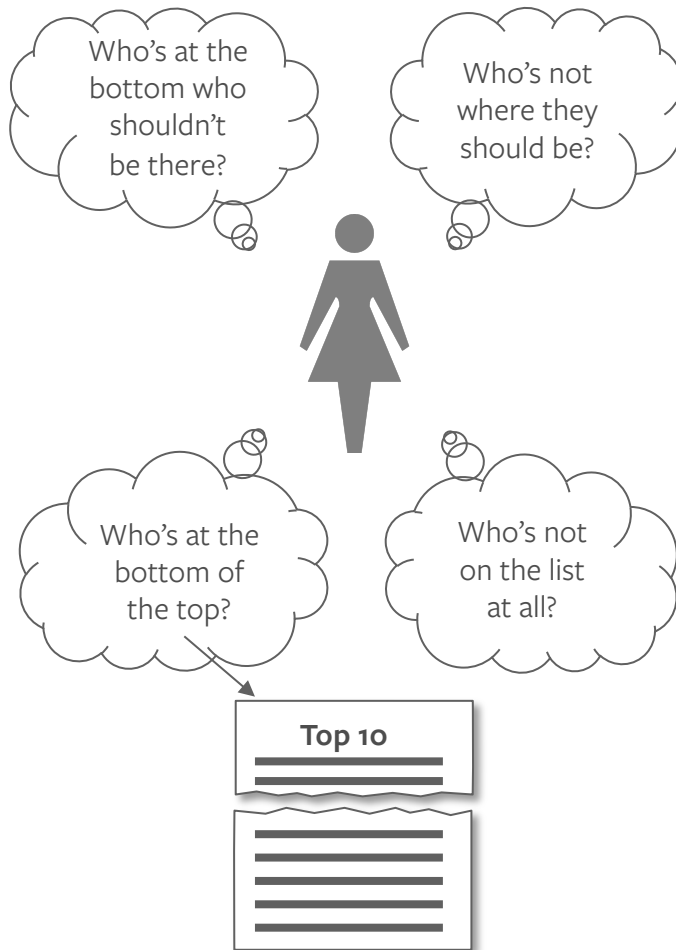 Who’s at the
bottom who
shouldn’t
be there?
Who’s not
where they
should be?
Who’s at the
bottom of
the top?
Who’s not
on the list
at all?
Top 10